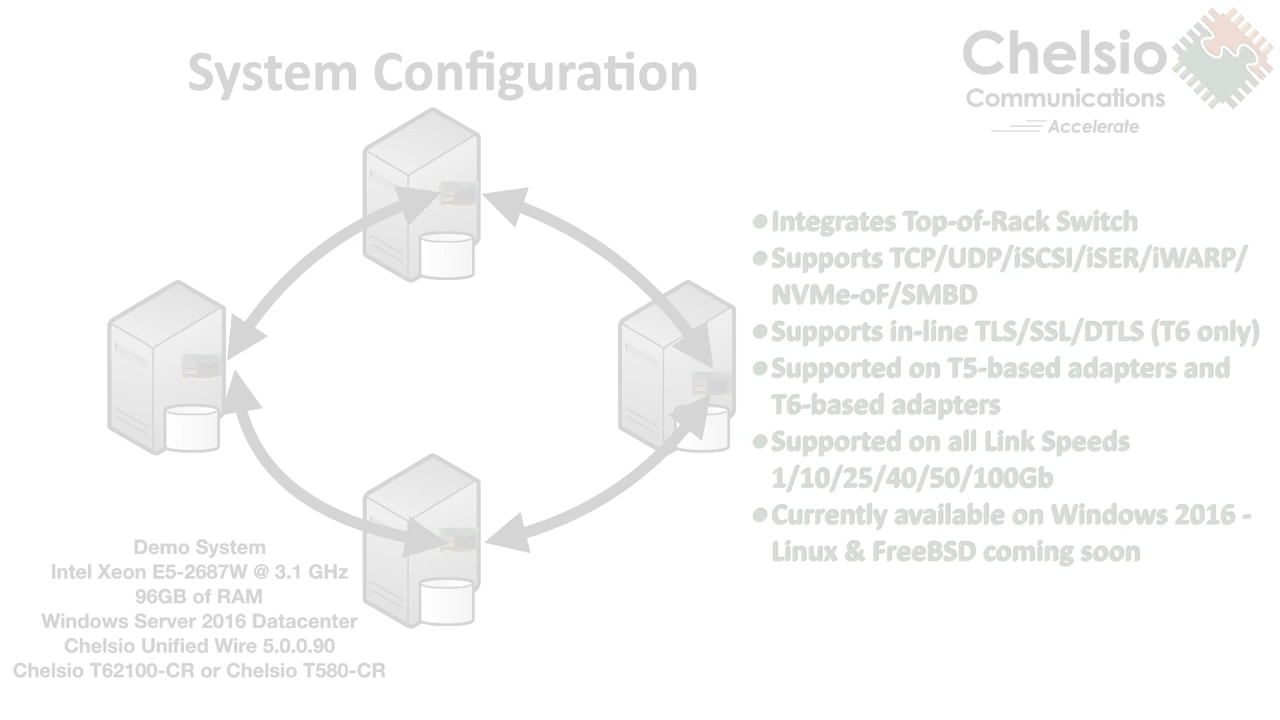 System Configuration
Chelsio
Communications
Accelerate
●Integrates Top-of-Rack Switch
●Supports TCP/UDP/iSCSI/iSER/iWARP/
NVMe-oF/SMBD
●Supports in-line TLS/SSL/DTLS (T6 only)
●Supported on T5-based adapters and
T6-based adapters
●Supported on all Link Speeds
1/10/25/40/50/100Gb
●Currently available on Windows 2016 -
Linux & FreeBSD coming soon
Demo System
Intel Xeon E5-2687W @ 3.1 GHz
96GB of RAM
Windows Server 2016 Datacenter
Chelsio Unified Wire 5.0.0.90
Chelsio T62100-CR or Chelsio T580-CR